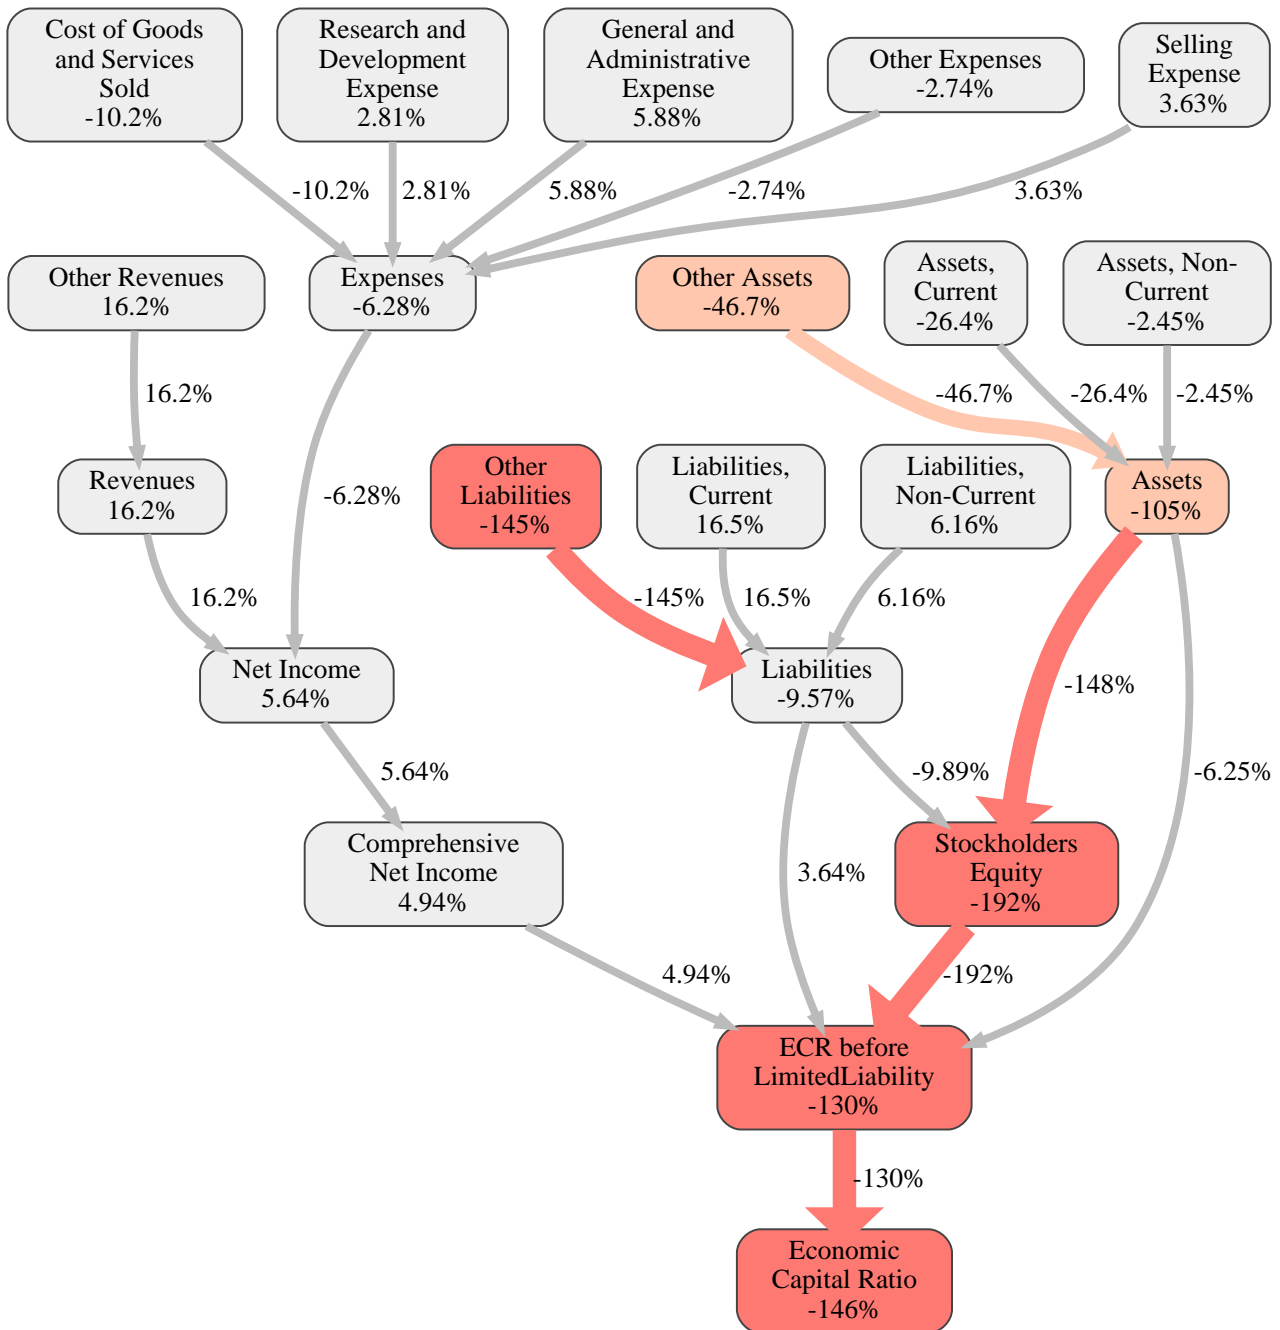 Cost of Goods
and Services
Sold
-10.2%
Research and
Development
Expense
2.81%
General and
Administrative
Expense
5.88%
Other Expenses
-2.74%
Selling
Expense
3.63%
-10.2%
2.81%
5.88%
-2.74%
3.63%
Other Revenues
16.2%
Expenses
-6.28%
Other Assets
-46.7%
Assets,
Current
-26.4%
Assets, Non-
Current
-2.45%
16.2%
-46.7%
-26.4%
-2.45%
Revenues
16.2%
-6.28%
Other
Liabilities
-145%
Liabilities,
Current
16.5%
Liabilities,
Non-Current
6.16%
Assets
-105%
16.2%
-145%
16.5%
6.16%
Net Income
5.64%
Liabilities
-9.57%
-148%
5.64%
-9.89%
-6.25%
Comprehensive
Net Income
4.94%
3.64%
Stockholders
Equity
-192%
4.94%
-192%
ECR before
LimitedLiability
-130%
-130%
Economic
Capital Ratio
-146%